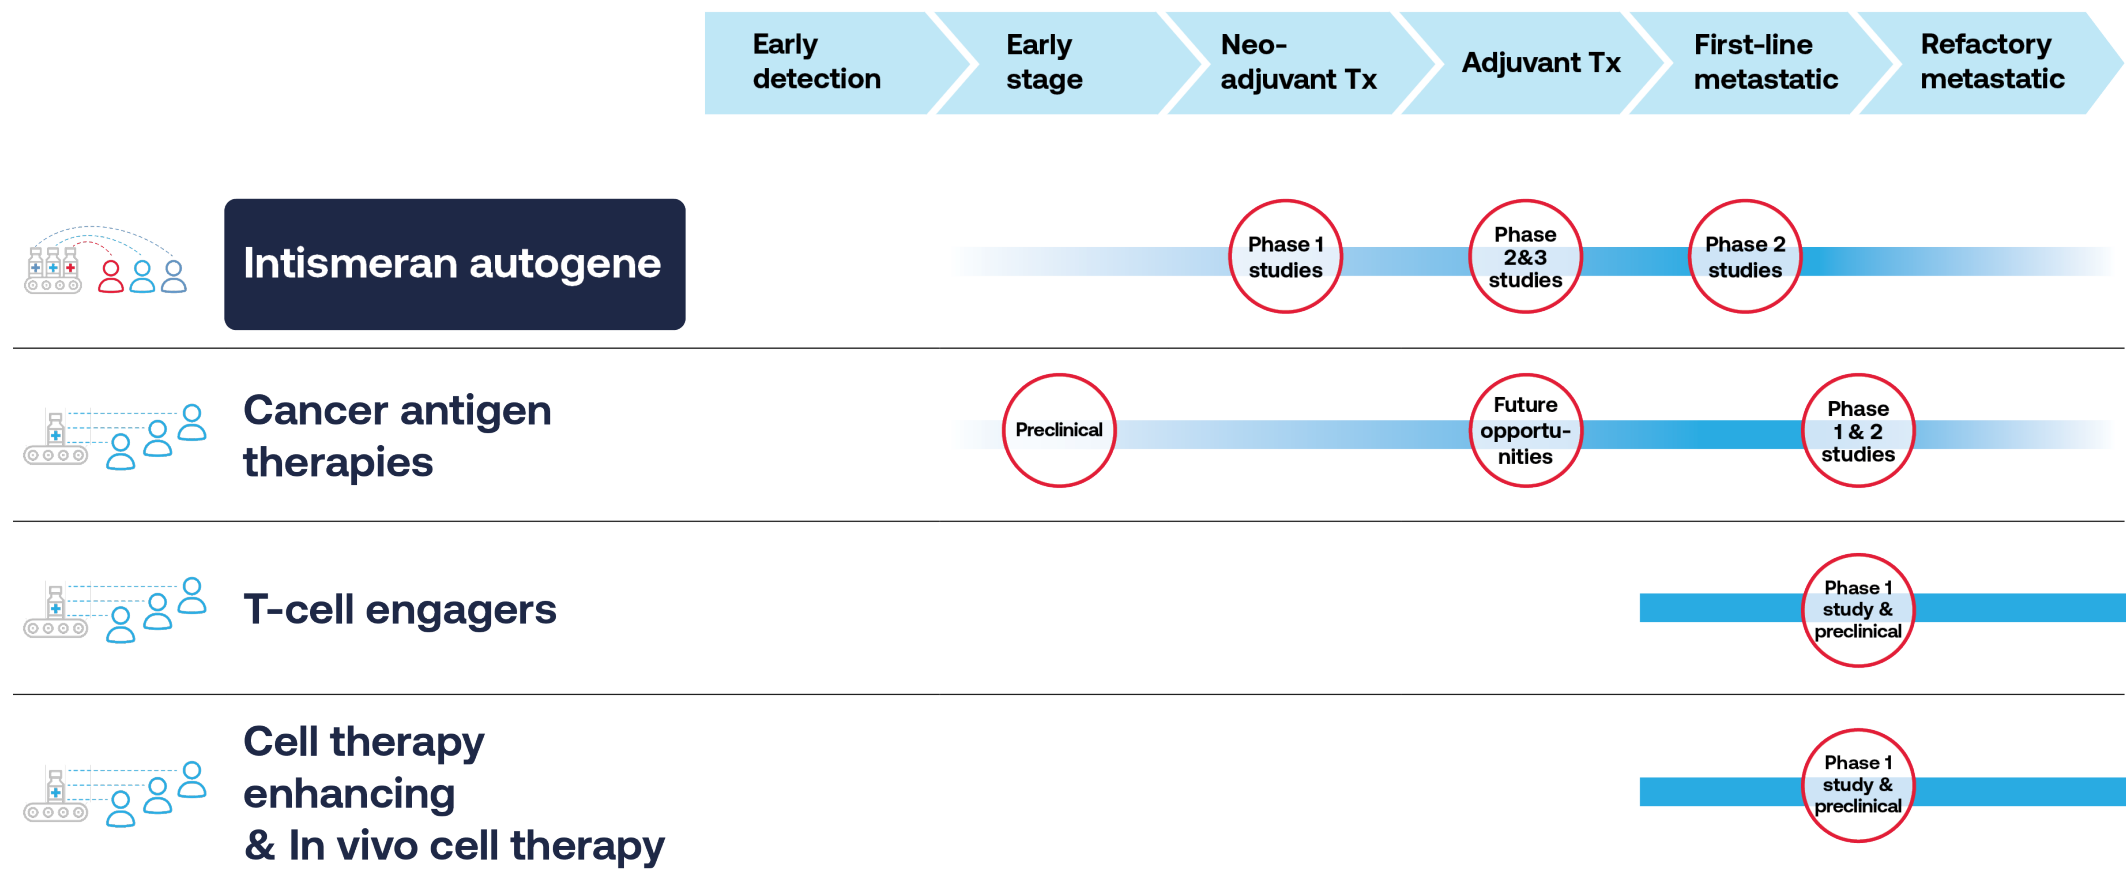 Early
detection
Early
stage
Neo-
adjuvant Tx
Adjuvant Tx
First-line
metastatic
Refactory
metastatic
Intismeran autogene
Phase 1
studies
Phase
2&3
studies
Phase 2
studies
Cancer antigen
therapies
Preclinical
Future
opportu-
nities
Phase
1 & 2
studies
T-cell engagers
Phase 1
study &
preclinical
Cell therapy
enhancing
& In vivo cell therapy
Phase 1
study &
preclinical